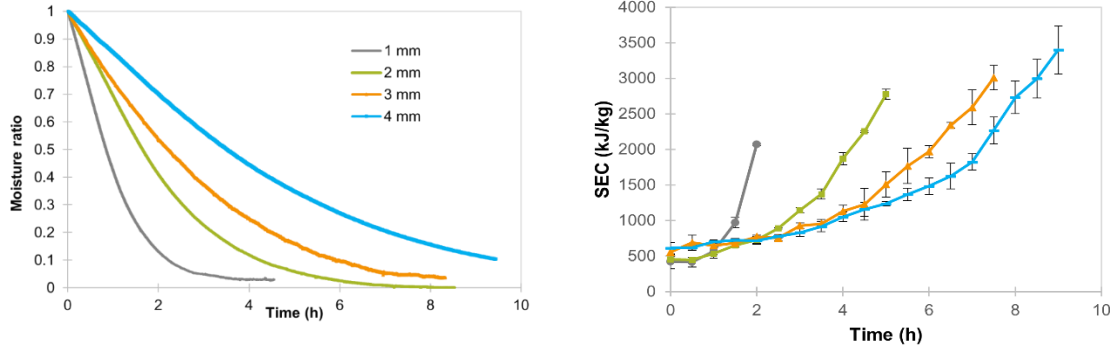 Moisture ratio
1
0.9
0.8
0.7
0.6
0.5
0.4
0.3
0.2
0.1
0
0 2 4 6 8 10
Time (h)
1 mm
2 mm
3 mm
4 mm
SEC (kJ/kg)
4000
3500
3000
2500
2000
1500
1000
500
0
0 2 4 6 8 10
Time (h)